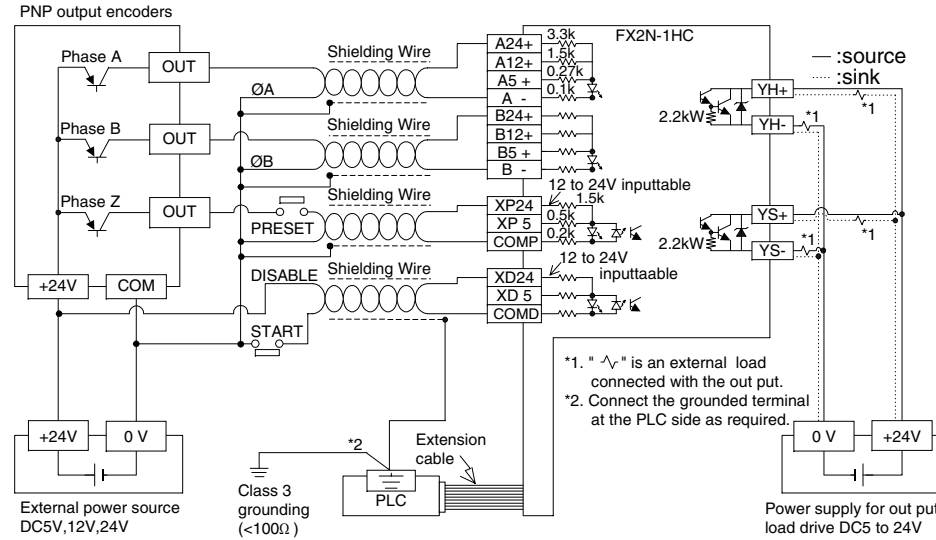 PNP output encoders
Phase A
OUT
Phase B
OUT
Phase Z
OUT
+24V
COM
ØA
ØB
PRESET
DISABLE
START
Shielding Wire
Shielding Wire
Shielding Wire
Shielding Wire
A24+
A12+
A5 +
A -
B24+
B12+
B5 +
B -
XP24
XP 5
COMP
XD24
XD 5
COMD
3.3k
1.5k
0.27k
0.1k
12 to 24V inputtable
1.5k
0.5k
0.2k
12 to 24V
inputtaable
FX2N-1HC
2.2kW
YH+
YH-
*1
*1
2.2kW
YS+
YS-
*1
*1
:source
:sink
*1. " " is an external load
connected with the out put.
*2. Connect the grounded terminal
at the PLC side as required.
+24V
0 V
External power source
DC5V,12V,24V
*2
Class 3
grounding
(<100Ω )
PLC
Extension
cable
0 V
+24V
Power supply for out put
load drive DC5 to 24V